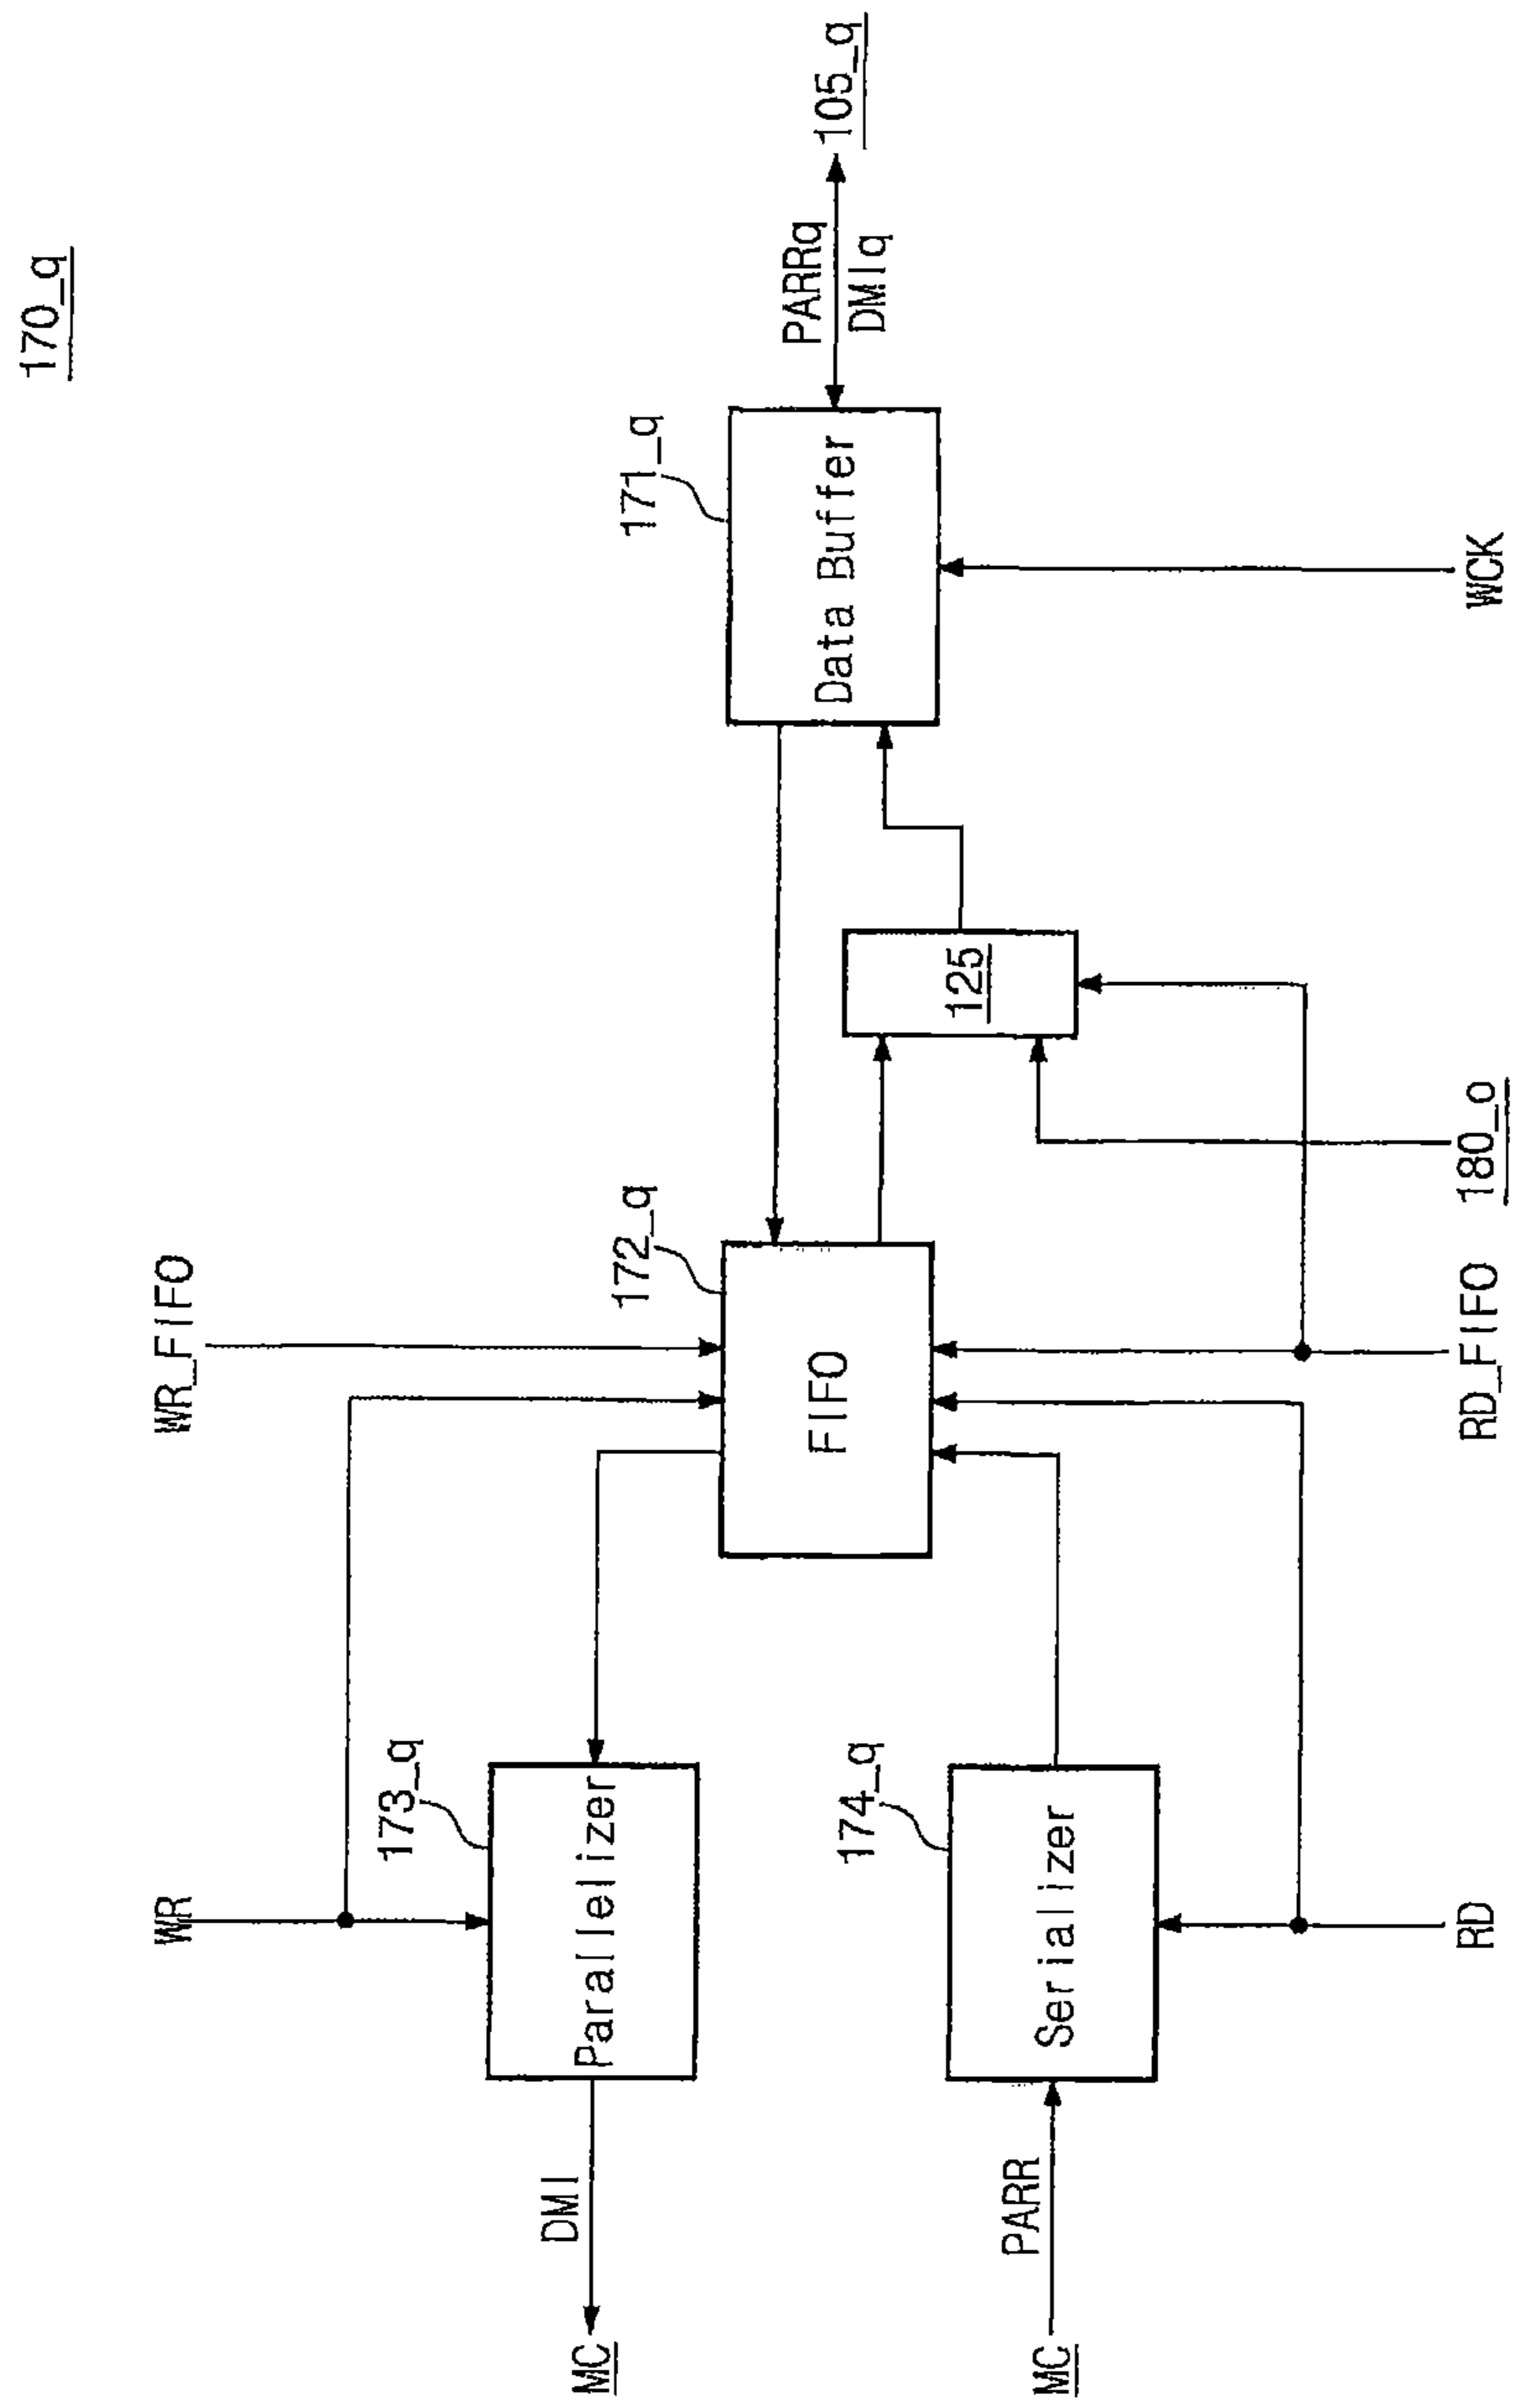 170_q
WR
WR_FIFO
173_q
172_q
171_q
MC
DMI
Parallelizer
FIFO
Data Buffer
PARRq
DMIq
105_q
174_q
125
MC
PARR
Serializer
RD
RD_FIFO
180_o
WCK